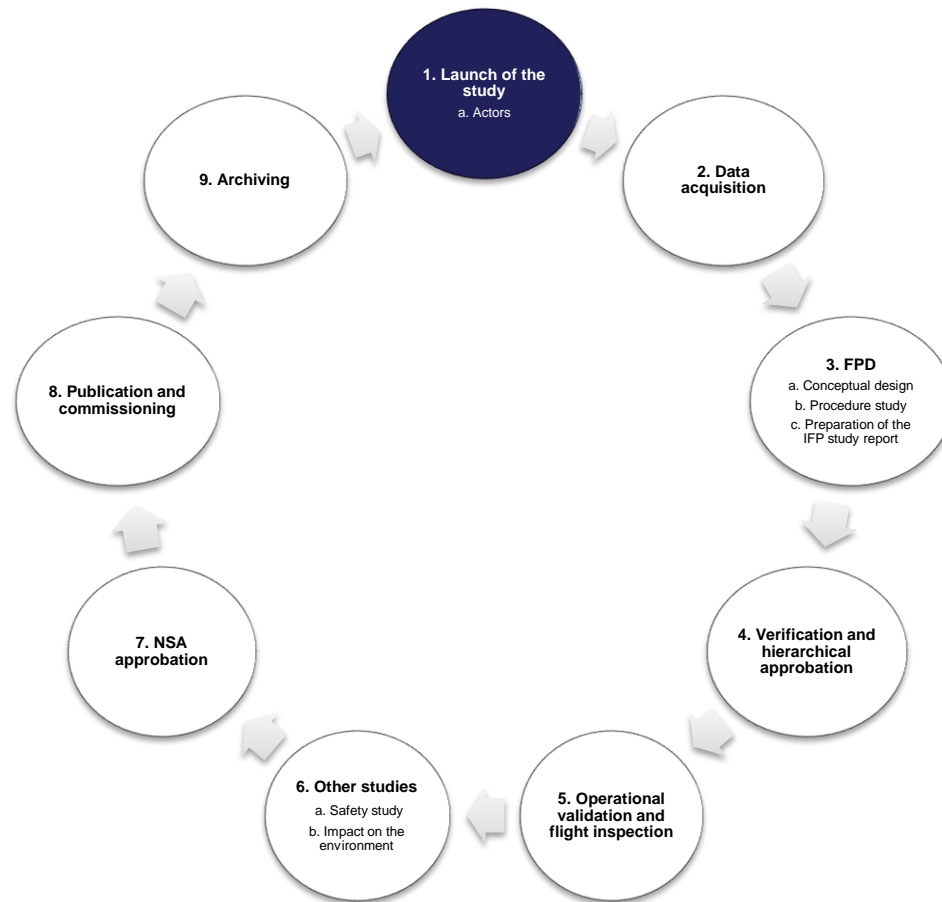 1. Launch of the
study
a. Actors
2. Data
acquisition
3. FPD
a. Conceptual design
b. Procedure study
c. Preparation of the
IFP study report
4. Verification and
hierarchical
approbation
5. Operational
validation and
flight inspection
6. Other studies
a. Safety study
b. Impact on the
environment
7. NSA
approbation
8. Publication and
commissioning
9. Archiving